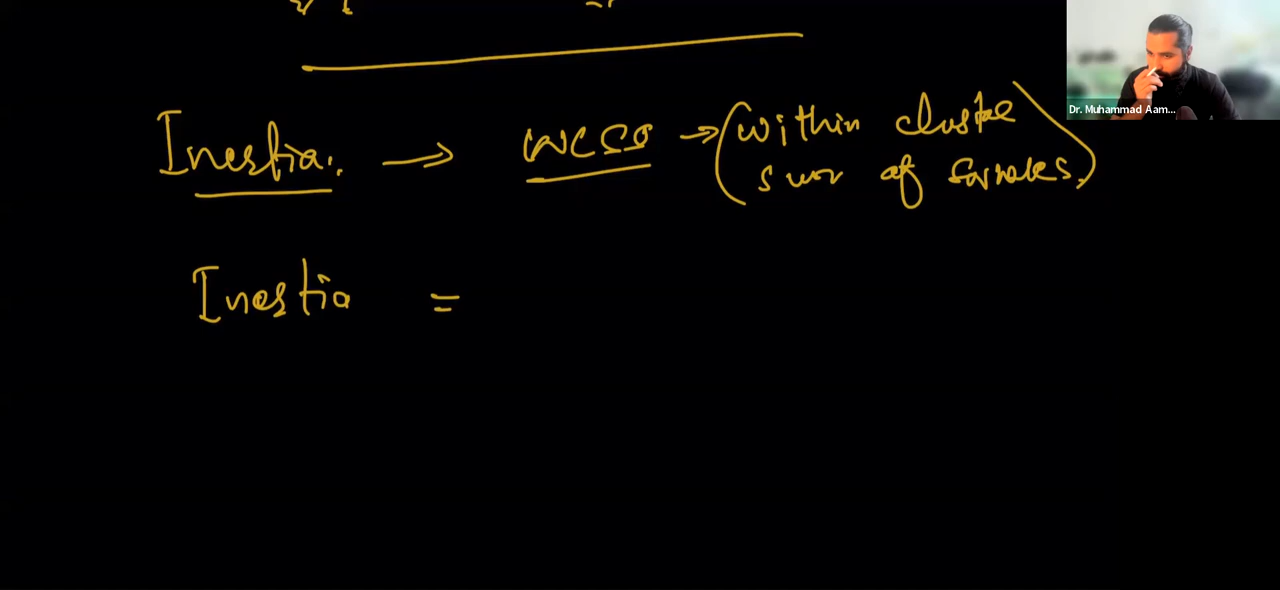 Dr. Muhammad Aam...
Inertia. → WCSS → (within cluster
sum of squares.)
Inertia =